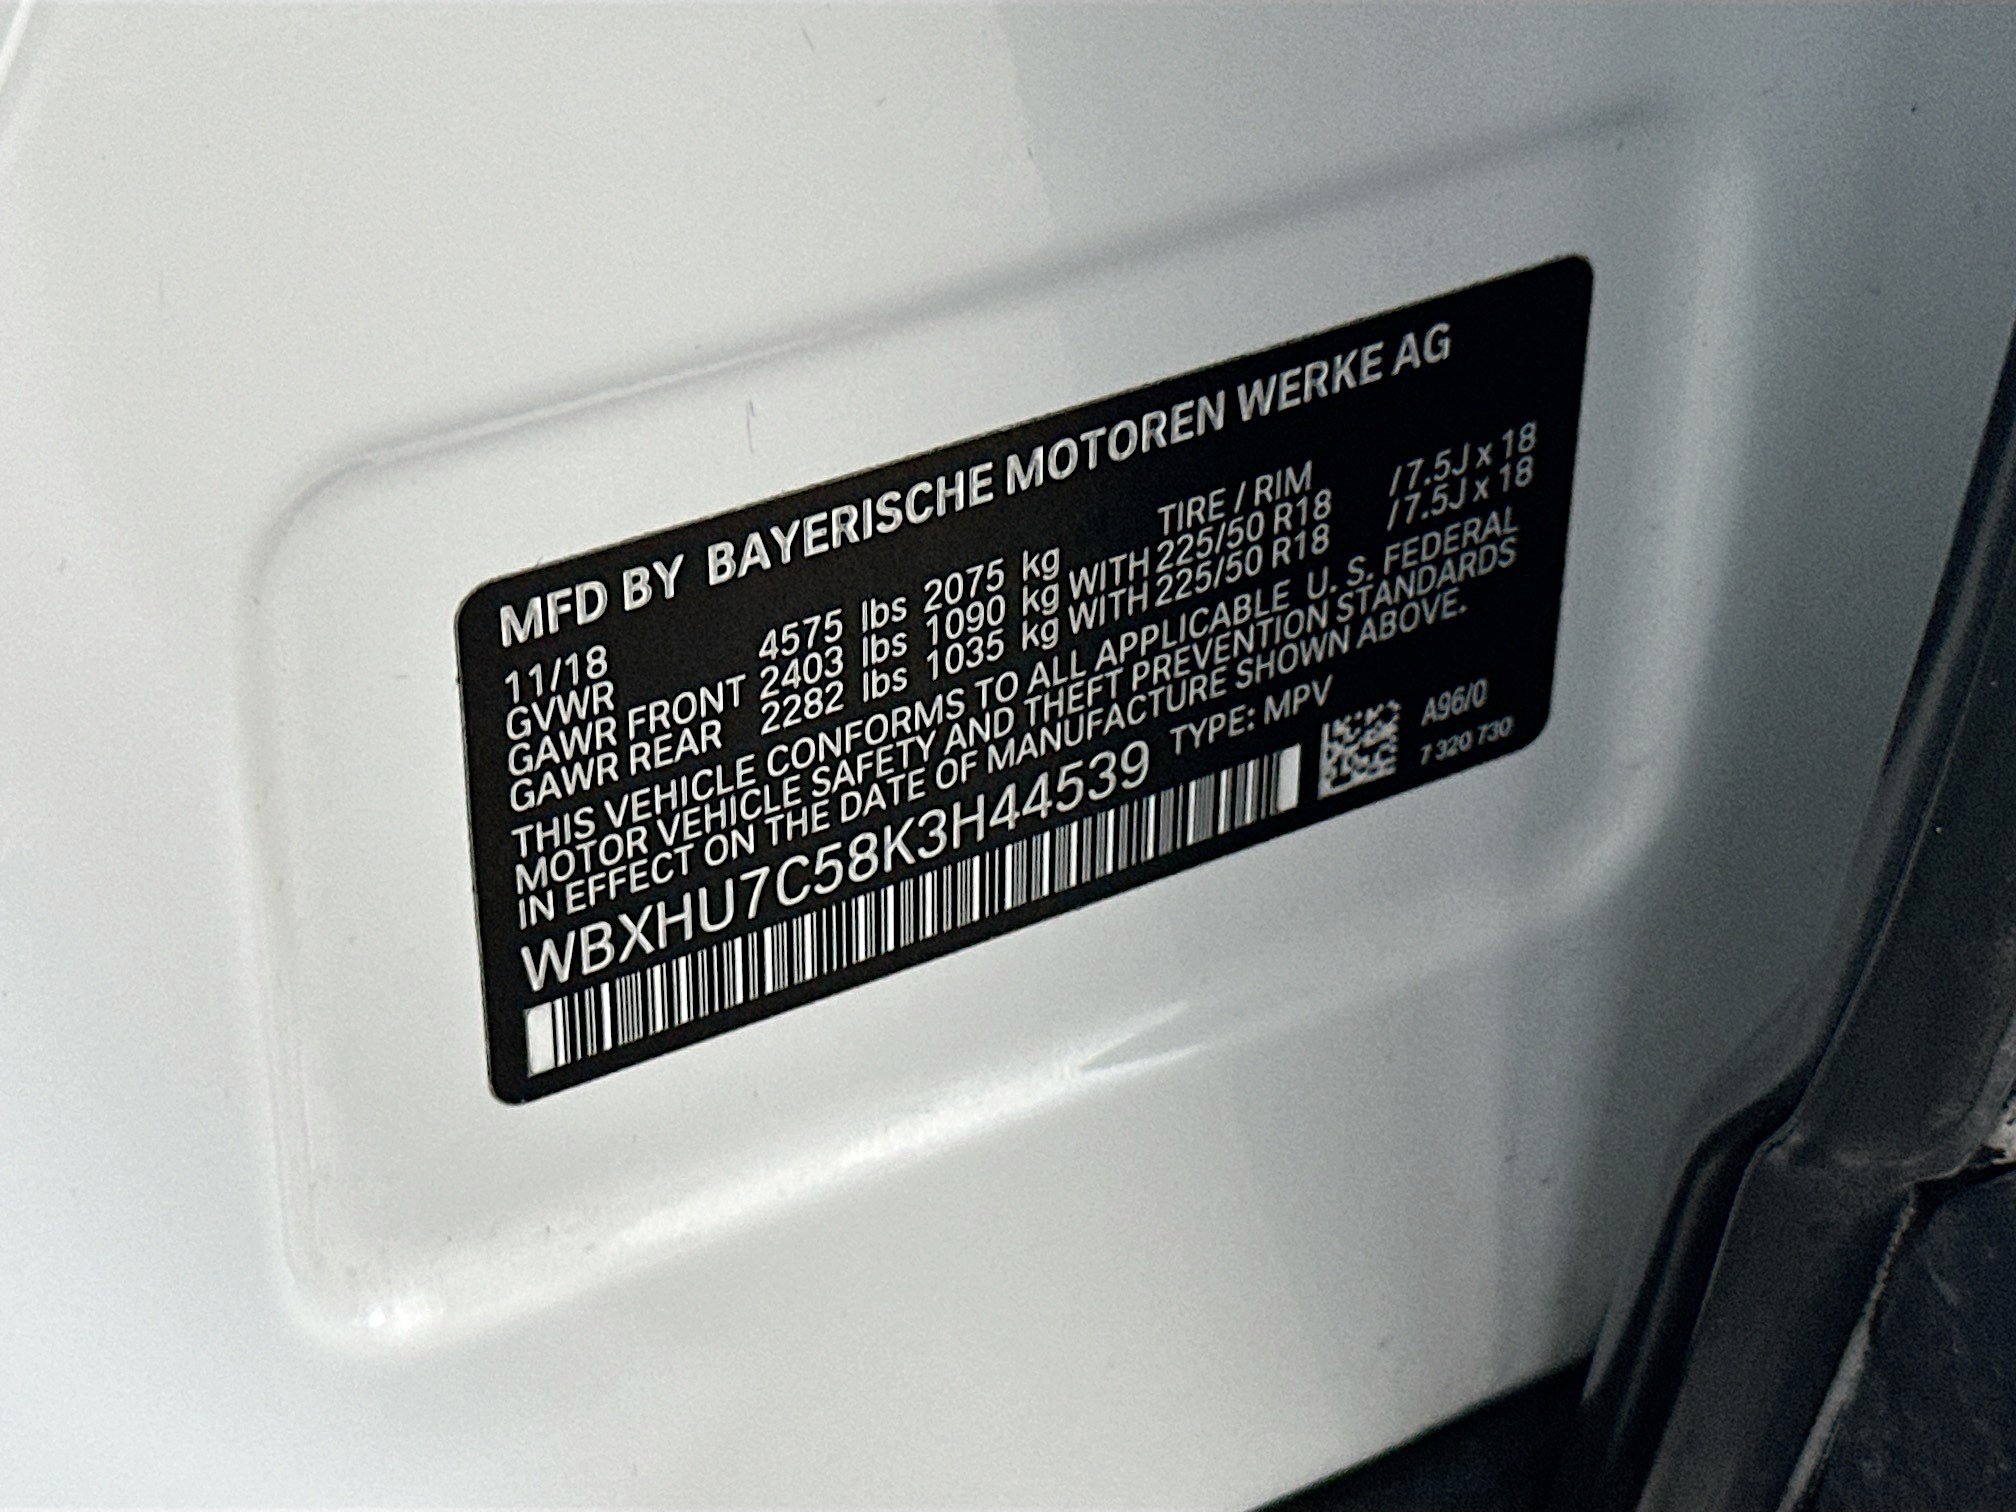 MFD BY BAYERISCHE MOTOREN WERKE AG
11/18 TIRE / RIM
GVWR 4575 lbs 2075 kg
GAWR FRONT 2403 lbs 1090 kg WITH 225/50 R18 /7.5J x 18
GAWR REAR 2282 lbs 1035 kg WITH 225/50 R18 /7.5J x 18
THIS VEHICLE CONFORMS TO ALL APPLICABLE U. S. FEDERAL
MOTOR VEHICLE SAFETY AND THEFT PREVENTION STANDARDS
IN EFFECT ON THE DATE OF MANUFACTURE SHOWN ABOVE.
WBXHU7C58K3H44539 TYPE: MPV
A96/0
7 320 730